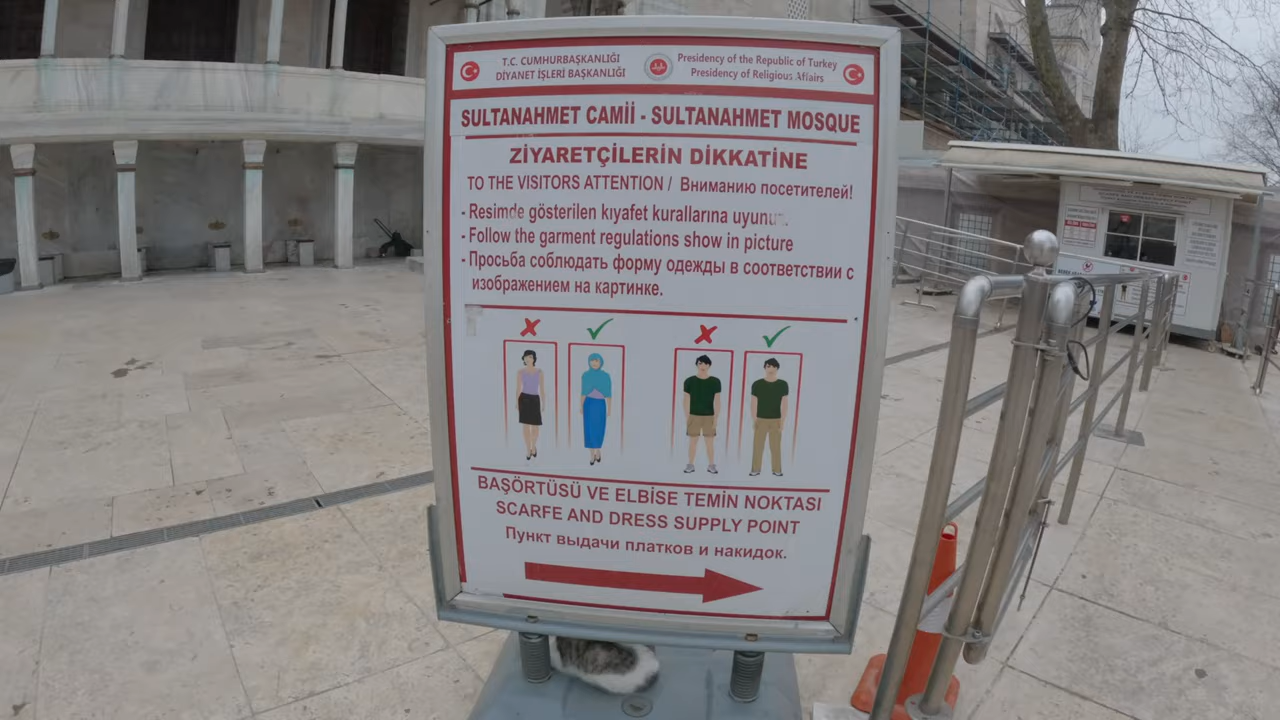 T.C. CUMHURBAŞKANLIĞI
DİYANET İŞLERİ BAŞKANLIĞI
Presidency of the Republic of Turkey
Presidency of Religious Affairs
SULTANAHMET CAMİİ - SULTANAHMET MOSQUE
ZİYARETÇİLERİN DİKKATİNE
TO THE VISITORS ATTENTION / Вниманию посетителей!
- Resimde gösterilen kıyafet kurallarına uyunuz.
- Follow the garment regulations show in picture
- Просьба соблюдать форму одежды в соответствии с
изображением на картинке.
BAŞÖRTÜSÜ VE ELBİSE TEMİN NOKTASI
SCARFE AND DRESS SUPPLY POINT
Пункт выдачи платков и накидок.